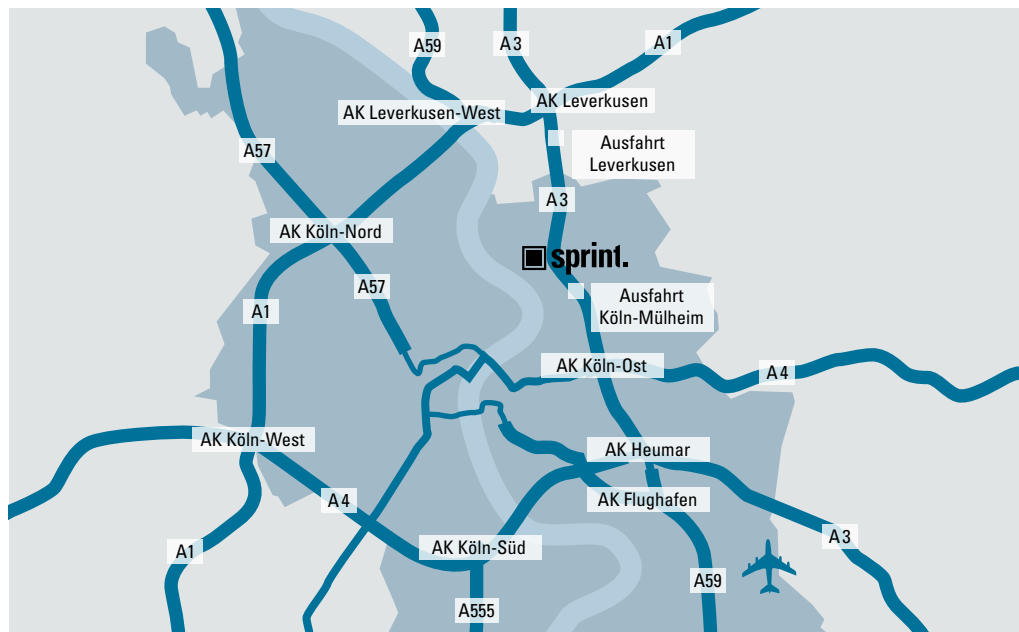 A59
A3
A1
AK Leverkusen
AK Leverkusen-West
Ausfahrt
Leverkusen
A57
A3
AK Köln-Nord
sprint.
A57
Ausfahrt
Köln-Mülheim
A1
AK Köln-Ost
A4
AK Köln-West
AK Heumar
A4
AK Flughafen
A3
AK Köln-Süd
A1
A59
A555